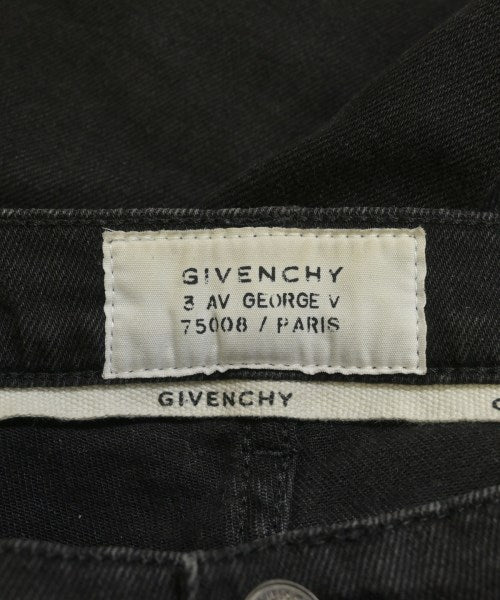 GIVENCHY
3 AV GEORGE V
75008 / PARIS
GIVENCHY